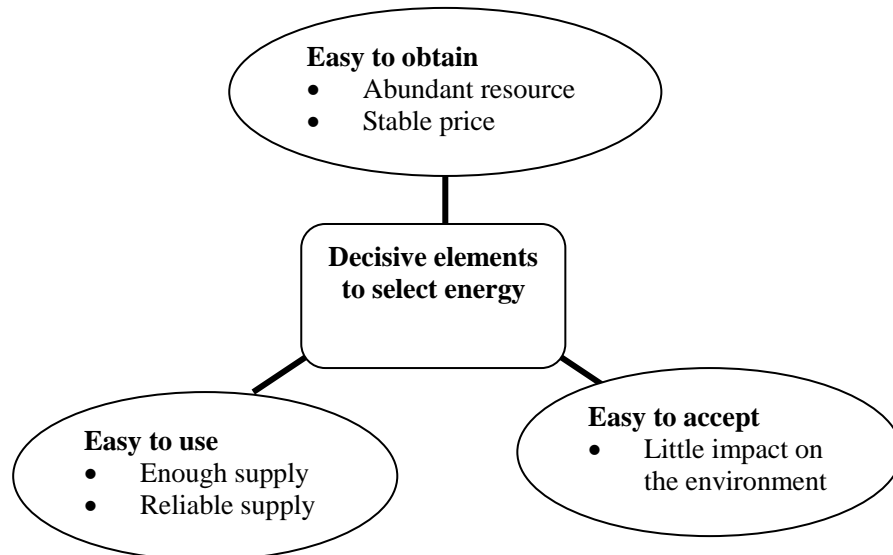 Easy to obtain
• Abundant resource
• Stable price
Decisive elements
to select energy
Easy to use
• Enough supply
• Reliable supply
Easy to accept
• Little impact on
the environment